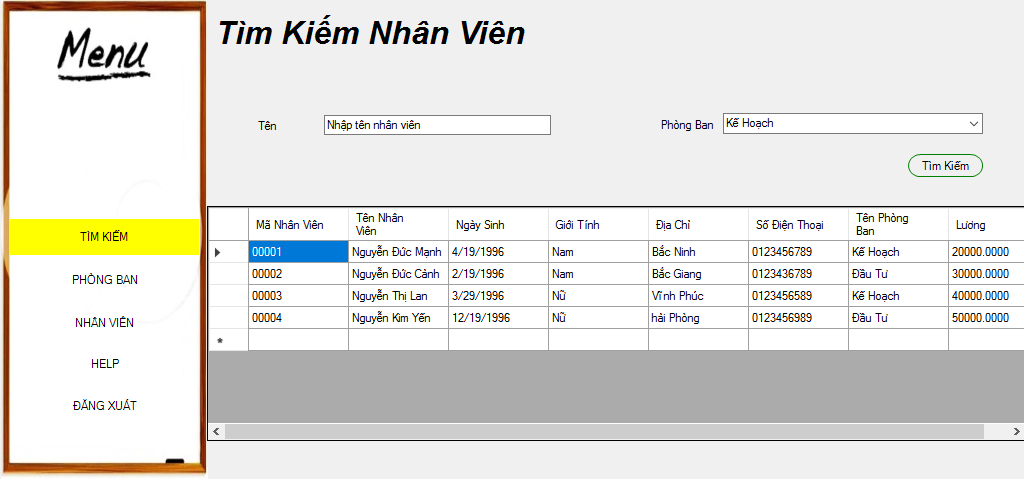 Menu
Tìm Kiếm Nhân Viên
Tên Nhập tên nhân viên Phòng Ban Kế Hoạch
Tìm Kiếm
TÌM KIẾM
PHÒNG BAN
NHÂN VIÊN
HELP
ĐĂNG XUẤT
Mã Nhân Viên Tên Nhân Viên Ngày Sinh Giới Tính Địa Chỉ Số Điện Thoại Tên Phòng Ban Lương
00001 Nguyễn Đức Mạnh 4/19/1996 Nam Bắc Ninh 0123456789 Kế Hoạch 20000.0000
00002 Nguyễn Đức Cảnh 2/19/1996 Nam Bắc Giang 0123436789 Đầu Tư 30000.0000
00003 Nguyễn Thị Lan 3/29/1996 Nữ Vĩnh Phúc 0123456589 Kế Hoạch 40000.0000
00004 Nguyễn Kim Yến 12/19/1996 Nữ hải Phòng 0123456989 Đầu Tư 50000.0000